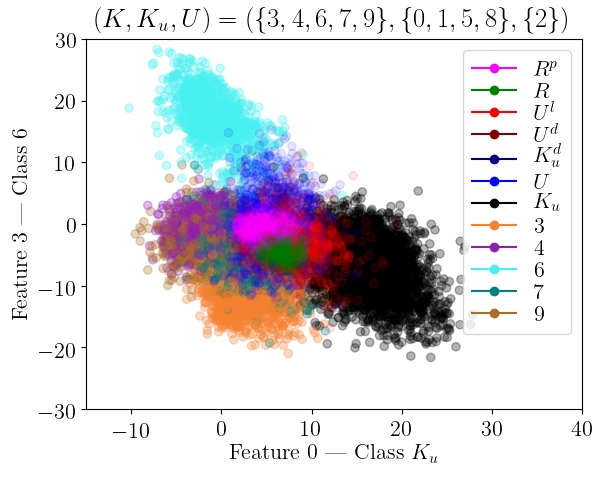 (K, K_u, U) = ({3, 4, 6, 7, 9}, {0, 1, 5, 8}, {2})
30
20
10
0
−10
−20
−30
Feature 3 — Class 6
−10
0
10
20
30
40
Feature 0 — Class K_u
R^p
R
U^l
U^d
K_u^d
U
K_u
3
4
6
7
9